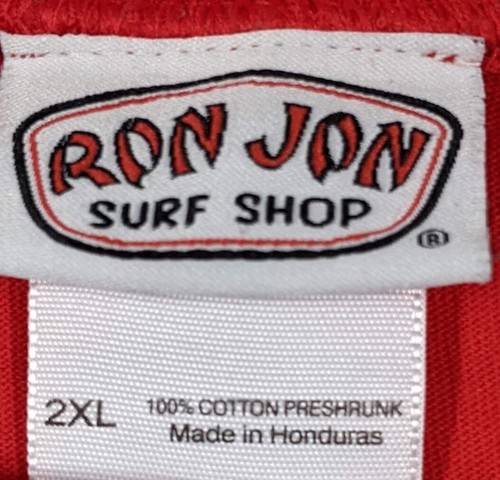 RON JON
SURF SHOP
®
2XL
100% COTTON PRESHRUNK
Made in Honduras